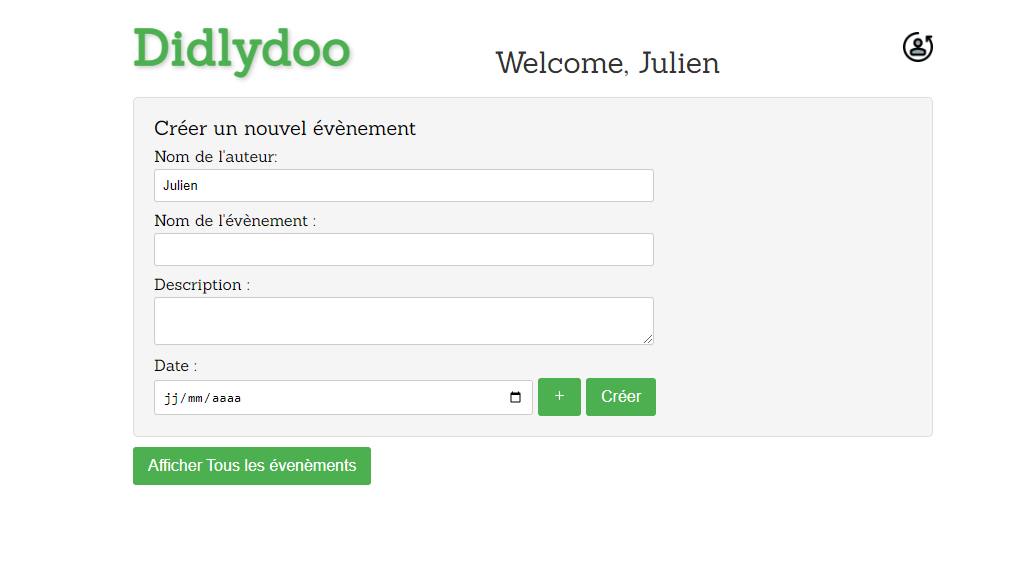 Didlydoo
Welcome, Julien
Créer un nouvel évènement
Nom de l'auteur:
Julien
Nom de l'évènement :
Description :
Date :
jj/mm/aaaa
+
Créer
Afficher Tous les évenèments